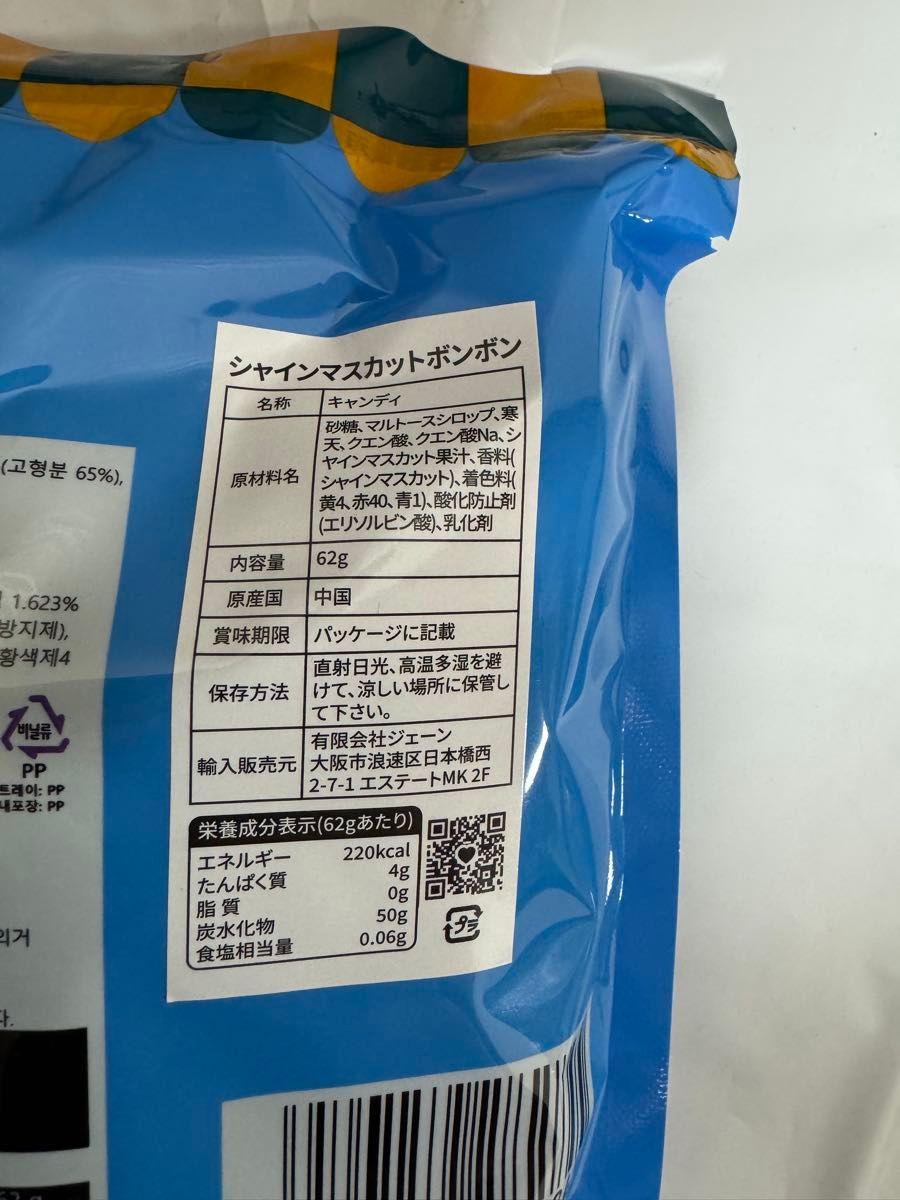 シャインマスカットボンボン
名称 キャンディ
原材料名
砂糖、マルトースシロップ、寒
天、クエン酸、クエン酸Na、シ
ャインマスカット果汁、香料(
シャインマスカット)、着色料(
黄4、赤40、青1)、酸化防止剤
(エリソルビン酸)、乳化剤
内容量 62g
原産国 中国
賞味期限 パッケージに記載
保存方法
直射日光、高温多湿を避
けて、涼しい場所に保管し
て下さい。
輸入販売元
有限会社ジェーン
大阪市浪速区日本橋西
2-7-1 エステートMK 2F
栄養成分表示(62gあたり)
エネルギー 220kcal
たんぱく質 4g
脂質 0g
炭水化物 50g
食塩相当量 0.06g
プラ
(고형분 65%),
1.623%
방지제),
황색제4
비닐류
PP
트레이: PP
내포장: PP
의거
다.